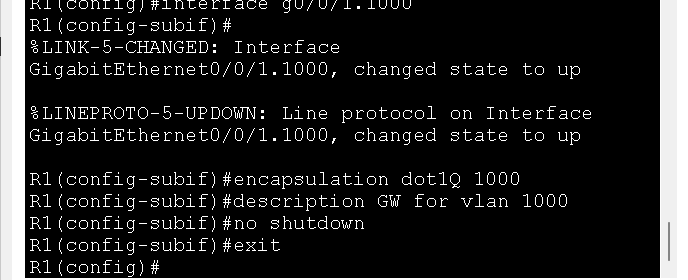 R1(config)#interface g0/0/1.1000
R1(config-subif)#
%LINK-5-CHANGED: Interface
GigabitEthernet0/0/1.1000, changed state to up
%LINEPROTO-5-UPDOWN: Line protocol on Interface
GigabitEthernet0/0/1.1000, changed state to up
R1(config-subif)#encapsulation dot1Q 1000
R1(config-subif)#description GW for vlan 1000
R1(config-subif)#no shutdown
R1(config-subif)#exit
R1(config)#